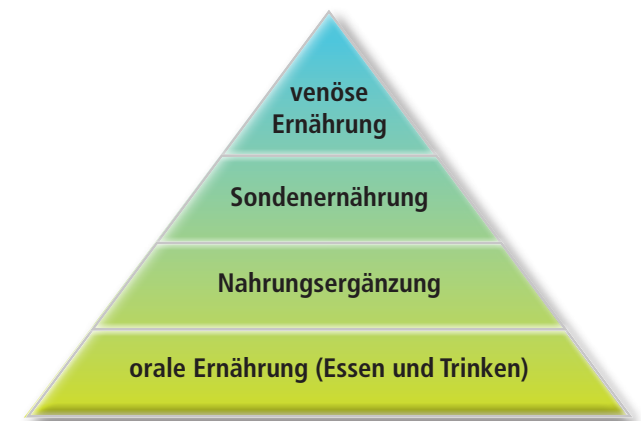 venöse
Ernährung
Sondenernährung
Nahrungsergänzung
orale Ernährung (Essen und Trinken)